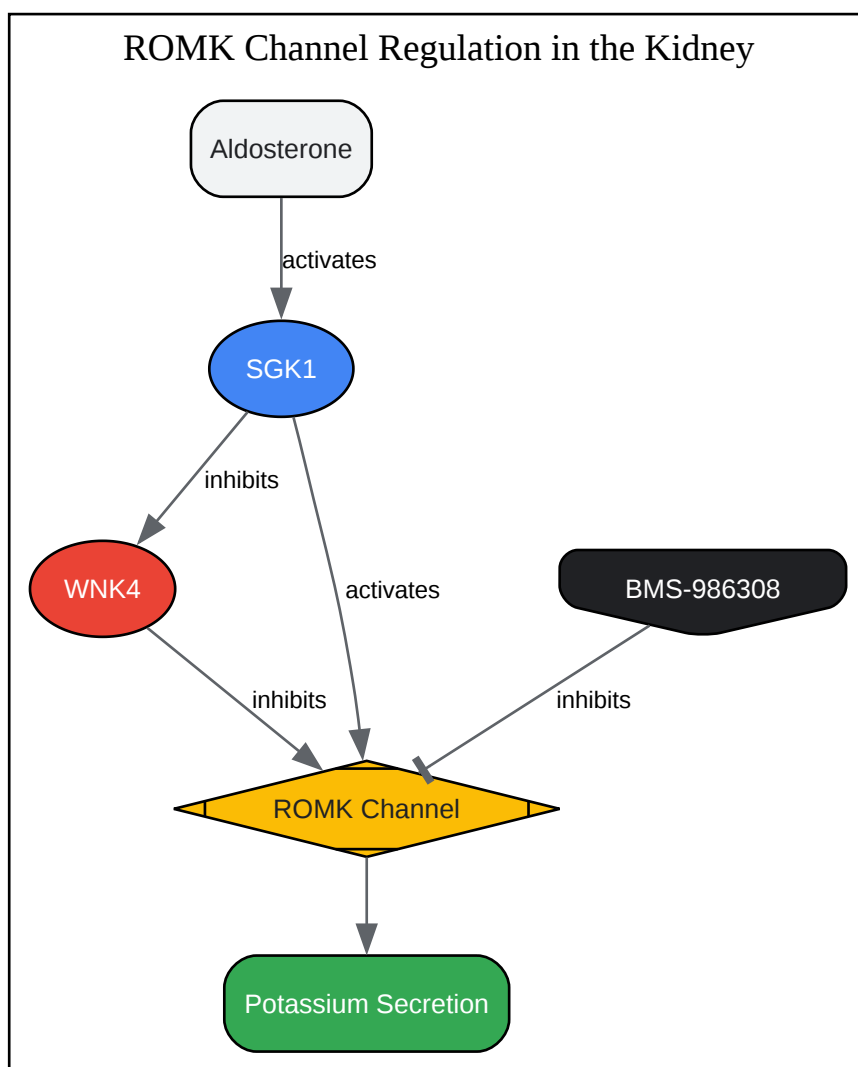 ROMK Channel Regulation in the Kidney
Aldosterone
activates
SGK1
inhibits
WNK4
activates
BMS-986308
inhibits
inhibits
ROMK Channel
Potassium Secretion